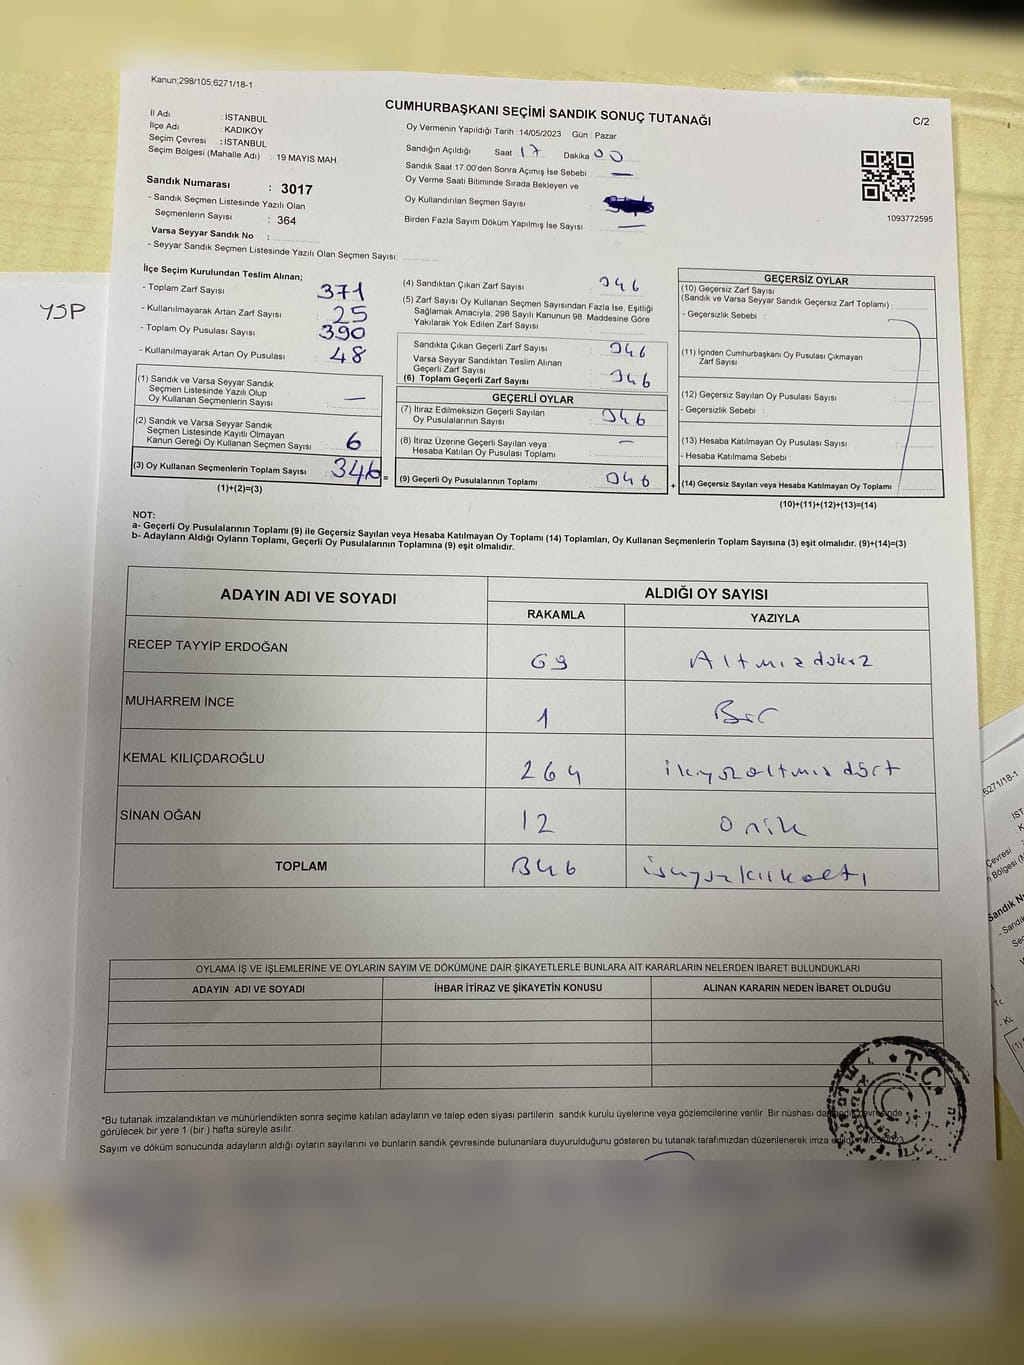 Kanun;298/105;6271/18-1
CUMHURBAŞKANI SEÇİMİ SANDIK SONUÇ TUTANAĞI
C/2
İl Adı : İSTANBUL
İlçe Adı : KADIKÖY
Seçim Çevresi : İSTANBUL
Seçim Bölgesi (Mahalle Adı) : 19 MAYIS MAH
Oy Vermenin Yapıldığı Tarih : 14/05/2023 Gün : Pazar
Sandığın Açıldığı Saat 17 Dakika 00
Sandık Saat 17:00'den Sonra Açımış İse Sebebi : —
Oy Verme Saati Bitiminde Sırada Bekleyen ve
Oy Kullandırılan Seçmen Sayısı
Birden Fazla Sayım Döküm Yapılmış İse Sayısı : —
1093772595
Sandık Numarası : 3017
- Sandık Seçmen Listesinde Yazılı Olan
Seçmenlerin Sayısı : 364
Varsa Seyyar Sandık No :
- Seyyar Sandık Seçmen Listesinde Yazılı Olan Seçmen Sayısı:
YSP
İlçe Seçim Kurulundan Teslim Alınan;
- Toplam Zarf Sayısı : 371
- Kullanılmayarak Artan Zarf Sayısı : 25
- Toplam Oy Pusulası Sayısı : 390
- Kullanılmayarak Artan Oy Pusulası : 48
(1) Sandık ve Varsa Seyyar Sandık
Seçmen Listesinde Yazılı Olup
Oy Kullanan Seçmenlerin Sayısı : —
(2) Sandık ve Varsa Seyyar Sandık
Seçmen Listesinde Kayıtlı Olmayan
Kanun Gereği Oy Kullanan Seçmen Sayısı : 6
(3) Oy Kullanan Seçmenlerin Toplam Sayısı : 346 =
(1)+(2)=(3)
(4) Sandıktan Çıkan Zarf Sayısı : 346
(5) Zarf Sayısı Oy Kullanan Seçmen Sayısından Fazla İse, Eşitliği
Sağlamak Amacıyla, 298 Sayılı Kanunun 98. Maddesine Göre
Yakılarak Yok Edilen Zarf Sayısı
Sandıkta Çıkan Geçerli Zarf Sayısı : 346
Varsa Seyyar Sandıktan Teslim Alınan
Geçerli Zarf Sayısı :
(6) Toplam Geçerli Zarf Sayısı : 346
GEÇERLİ OYLAR
(7) İtiraz Edilmeksizin Geçerli Sayılan
Oy Pusulalarının Sayısı : 346
(8) İtiraz Üzerine Geçerli Sayılan veya
Hesaba Katılan Oy Pusulası Toplamı : —
(9) Geçerli Oy Pusulalarının Toplamı : 346 +
GEÇERSİZ OYLAR
(10) Geçersiz Zarf Sayısı
(Sandık ve Varsa Seyyar Sandık Geçersiz Zarf Toplamı) :
- Geçersizlik Sebebi :
(11) İçinden Cumhurbaşkanı Oy Pusulası Çıkmayan
Zarf Sayısı :
(12) Geçersiz Sayılan Oy Pusulası Sayısı :
- Geçersizlik Sebebi :
(13) Hesaba Katılmayan Oy Pusulası Sayısı :
- Hesaba Katılmama Sebebi :
(14) Geçersiz Sayılan veya Hesaba Katılmayan Oy Toplamı :
(10)+(11)+(12)+(13)=(14)
NOT:
a- Geçerli Oy Pusulalarının Toplamı (9) ile Geçersiz Sayılan veya Hesaba Katılmayan Oy Toplamı (14) Toplamları, Oy Kullanan Seçmenlerin Toplam Sayısına (3) eşit olmalıdır. (9)+(14)=(3)
b- Adayların Aldığı Oyların Toplamı, Geçerli Oy Pusulalarının Toplamına (9) eşit olmalıdır.
ADAYIN ADI VE SOYADI
ALDIĞI OY SAYISI
RAKAMLA YAZIYLA
RECEP TAYYİP ERDOĞAN 69 Altmışdokuz
MUHARREM İNCE 1 Bir
KEMAL KILIÇDAROĞLU 264 ikiyüzaltmış dört
SİNAN OĞAN 12 Oniki
TOPLAM 346
OYLAMA İŞ VE İŞLEMLERİNE VE OYLARIN SAYIM VE DÖKÜMÜNE DAİR ŞİKAYETLERLE BUNLARA AİT KARARLARIN NELERDEN İBARET BULUNDUKLARI
ADAYIN ADI VE SOYADI İHBAR İTİRAZ VE ŞİKAYETİN KONUSU ALINAN KARARIN NEDEN İBARET OLDUĞU
T.C.
*Bu tutanak imzalandıktan ve mühürlendikten sonra seçime katılan adayların ve talep eden siyasi partilerin sandık kurulu üyelerine veya gözlemcilerine verilir. Bir nüshası da sandık çevresinde
görülecek bir yere 1 (bir ) hafta süreyle asılır.
Sayım ve döküm sonucunda adayların aldığı oyların sayılarını ve bunların sandık çevresinde bulunanlara duyurulduğunu gösteren bu tutanak tarafımızdan düzenlenerek imza
6271/18-1